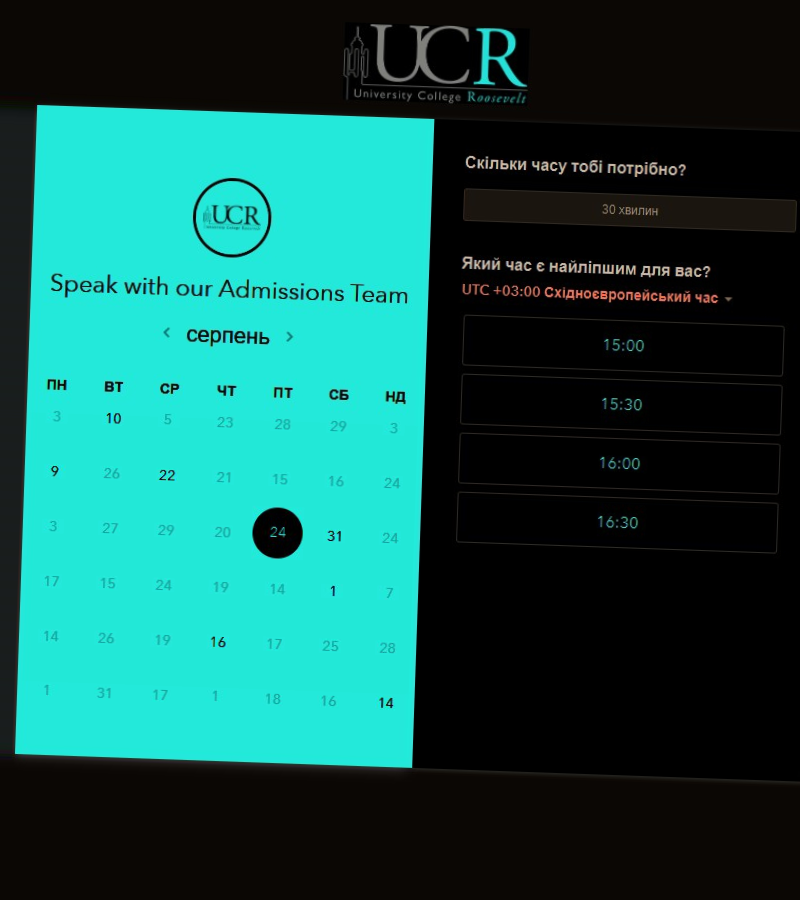 UCR
University College Roosevelt
UCR
Speak with our Admissions Team
серпень
ПН ВТ СР ЧТ ПТ СБ НД
3 10 5 23 28 29 3
9 26 22 21 15 16 24
3 27 29 20 24 31 24
17 15 24 19 14 1 7
14 26 19 16 17 25 28
1 31 17 1 18 16 14
Скільки часу тобі потрібно?
30 хвилин
Який час є найліпшим для вас?
UTC +03:00 Східноєвропейський час
15:00
15:30
16:00
16:30